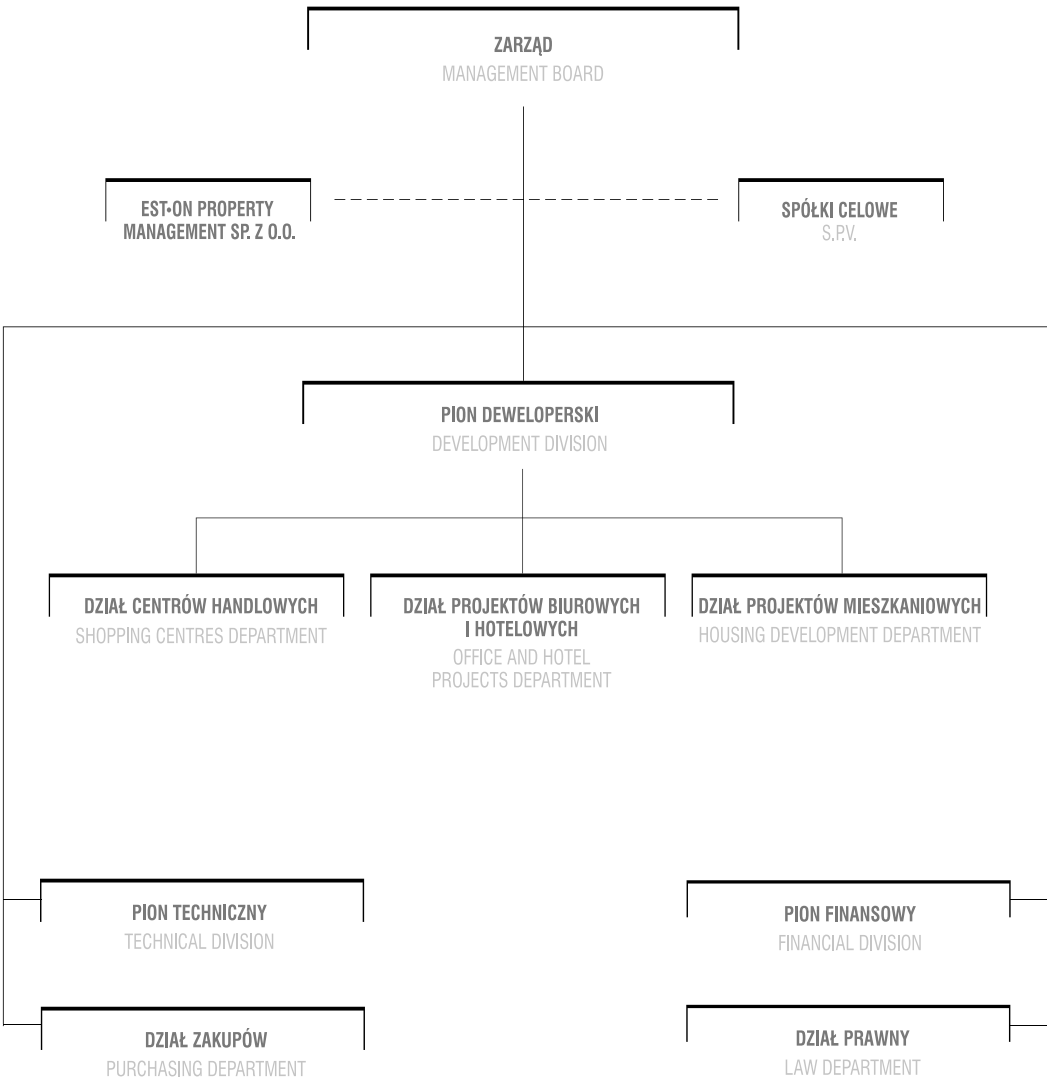 ZARZĄD
MANAGEMENT BOARD
EST•ON PROPERTY
MANAGEMENT SP. Z O.O.
SPÓŁKI CELOWE
S.P.V.
PION DEWELOPERSKI
DEVELOPMENT DIVISION
DZIAŁ CENTRÓW HANDLOWYCH
SHOPPING CENTRES DEPARTMENT
DZIAŁ PROJEKTÓW BIUROWYCH
I HOTELOWYCH
OFFICE AND HOTEL
PROJECTS DEPARTMENT
DZIAŁ PROJEKTÓW MIESZKANIOWYCH
HOUSING DEVELOPMENT DEPARTMENT
PION TECHNICZNY
TECHNICAL DIVISION
PION FINANSOWY
FINANCIAL DIVISION
DZIAŁ ZAKUPÓW
PURCHASING DEPARTMENT
DZIAŁ PRAWNY
LAW DEPARTMENT